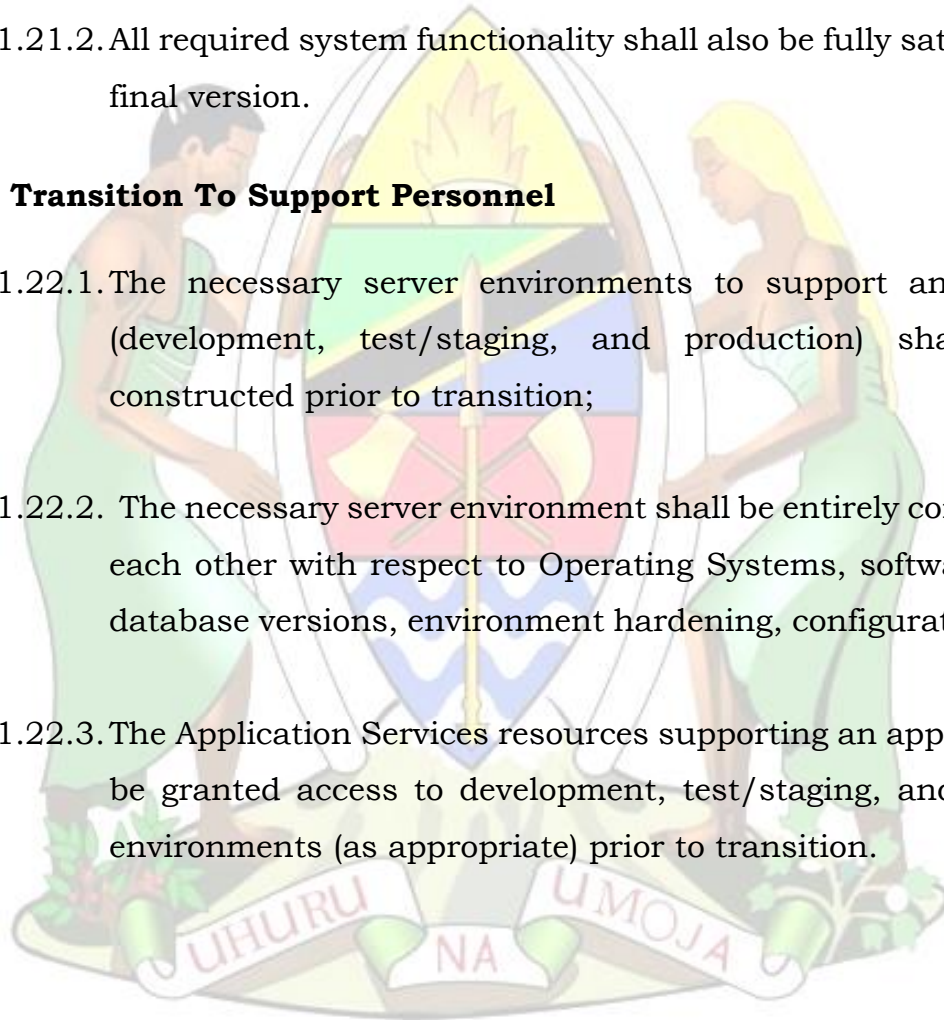 1.21.2. All required system functionality shall also be fully sat
final version.
Transition To Support Personnel
1.22.1. The necessary server environments to support an
(development, test/staging, and production) sha
constructed prior to transition;
1.22.2. The necessary server environment shall be entirely co
each other with respect to Operating Systems, softwa
database versions, environment hardening, configurat
1.22.3. The Application Services resources supporting an app
be granted access to development, test/staging, and
environments (as appropriate) prior to transition.
UHURU NA UMOJA